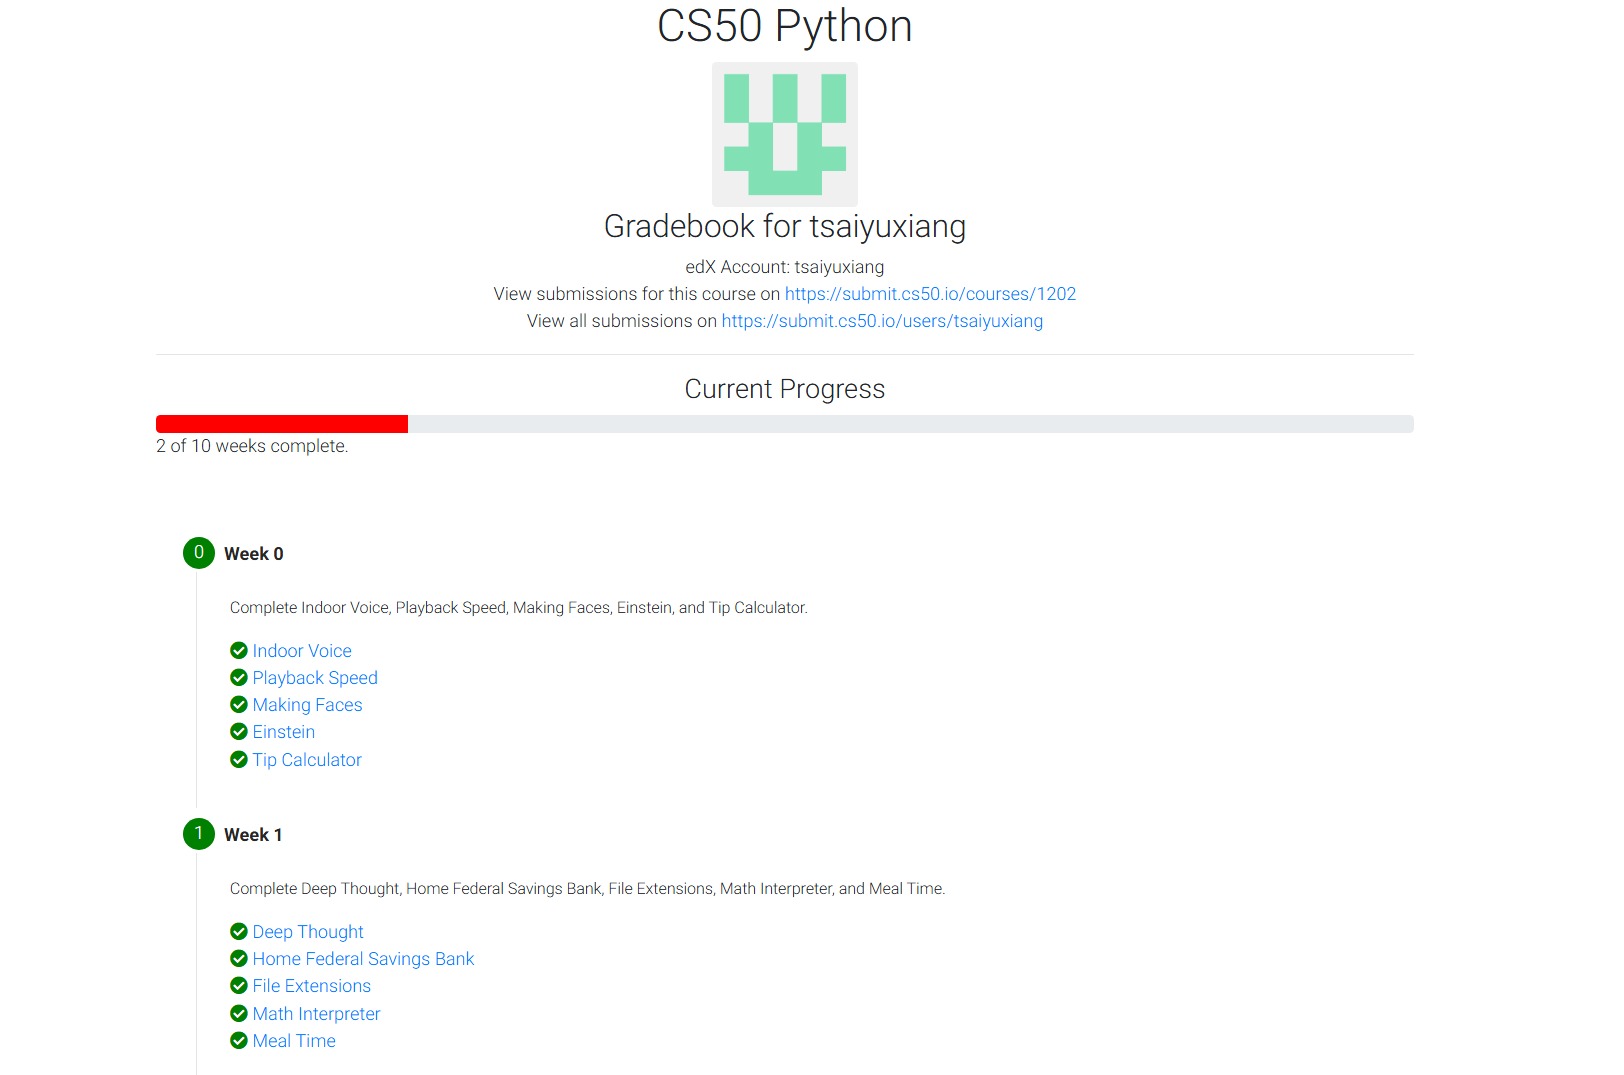 CS50 Python
Gradebook for tsaiyuxiang
edX Account: tsaiyuxiang
View submissions for this course on https://submit.cs50.io/courses/1202
View all submissions on https://submit.cs50.io/users/tsaiyuxiang
Current Progress
2 of 10 weeks complete.
0 Week 0
Complete Indoor Voice, Playback Speed, Making Faces, Einstein, and Tip Calculator.
Indoor Voice
Playback Speed
Making Faces
Einstein
Tip Calculator
1 Week 1
Complete Deep Thought, Home Federal Savings Bank, File Extensions, Math Interpreter, and Meal Time.
Deep Thought
Home Federal Savings Bank
File Extensions
Math Interpreter
Meal Time